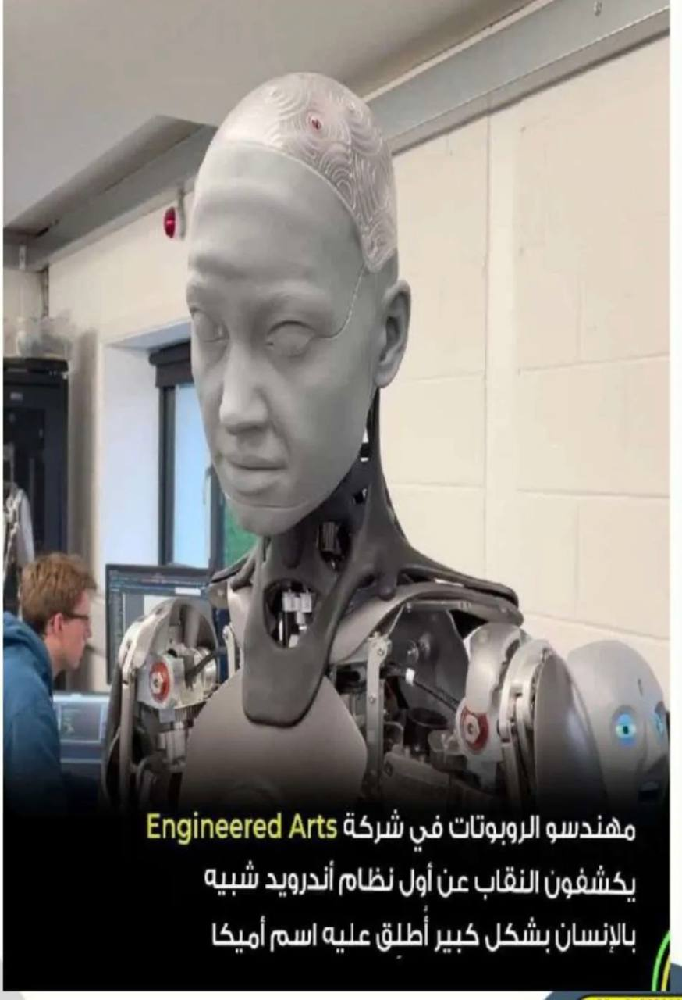 مهندسو الروبوتات في شركة Engineered Arts
يكشفون النقاب عن أول نظام أندرويد شبيه
بالإنسان بشكل كبير أُطلِق عليه اسم أميكا